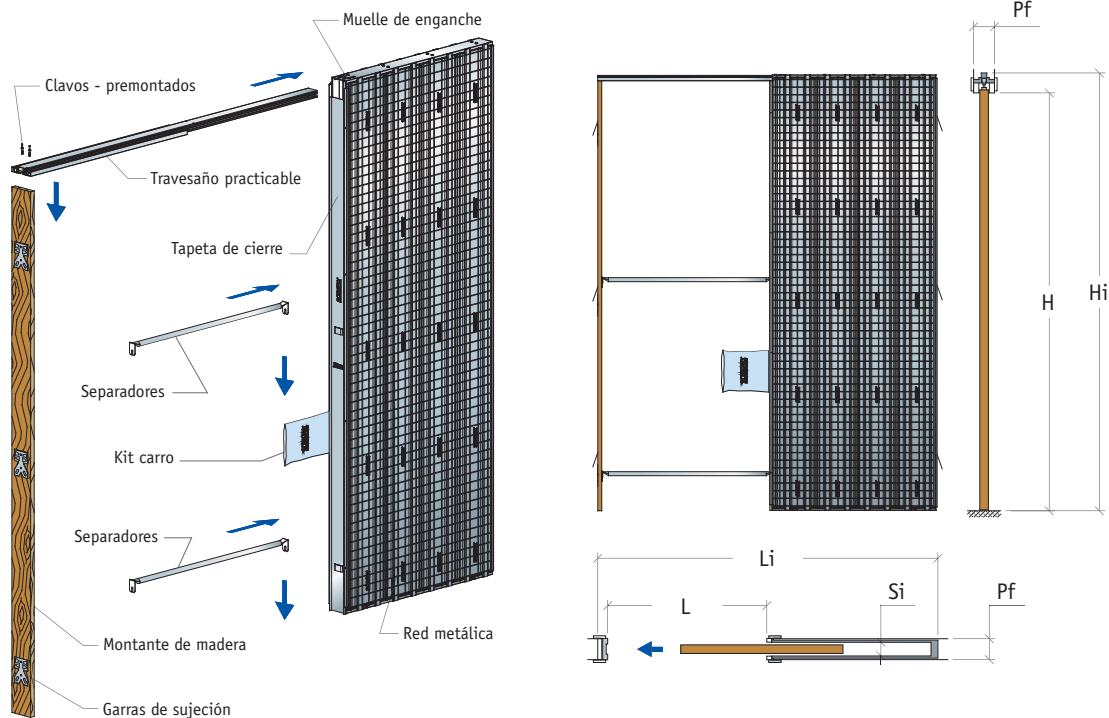 Muelle de enganche
Clavos - premontados
Travesaño practicable
Tapeta de cierre
Separadores
Kit carro
Separadores
Montante de madera
Red metálica
Garras de sujeción
Pf
H
Hi
Li
L
Si
Pf